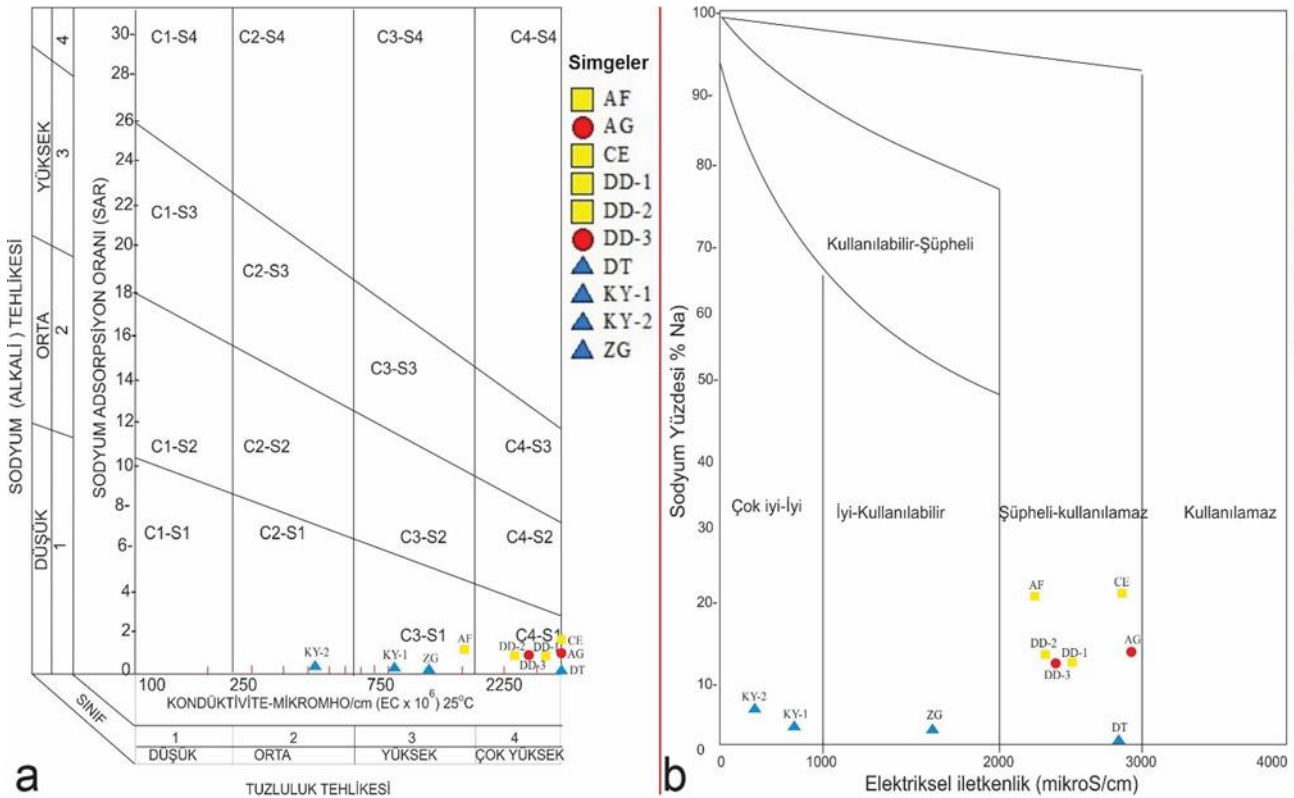 SODYUM (ALKALİ) TEHLİKESİ
DÜŞÜK
ORTA
YÜKSEK
1
2
3
4
SODYUM ADSORPSİYON ORANI (SAR)
30
28
26
24
22
20
18
16
14
12
10
8
6
4
2
0
C1-S4
C2-S4
C3-S4
C4-S4
C1-S3
C2-S3
C3-S3
C4-S3
C1-S2
C2-S2
C3-S2
C4-S2
C1-S1
C2-S1
C3-S1
C4-S1
KY-2
KY-1
ZG
AF
DD-2
DD-3
DD-1
CE
AG
DT
100
250
750
2250
KONDÜKTİVİTE-MİKROMHO/cm (EC x 10⁶) 25°C
SINIF
1
2
3
4
DÜŞÜK
ORTA
YÜKSEK
ÇOK YÜKSEK
TUZLULUK TEHLİKESİ
a
Simgeler
AF
AG
CE
DD-1
DD-2
DD-3
DT
KY-1
KY-2
ZG
Sodyum Yüzdesi % Na
100-
90-
80-
70-
60
50-
40
30
20-
10-
0
Kullanılabilir-Şüpheli
Çok iyi-İyi
İyi-Kullanılabilir
Şüpheli-kullanılamaz
Kullanılamaz
AF
CE
DD-2
DD-1
DD-3
AG
KY-2
KY-1
ZG
DT
0
1000
2000
3000
4000
Elektriksel iletkenlik (mikroS/cm)
b